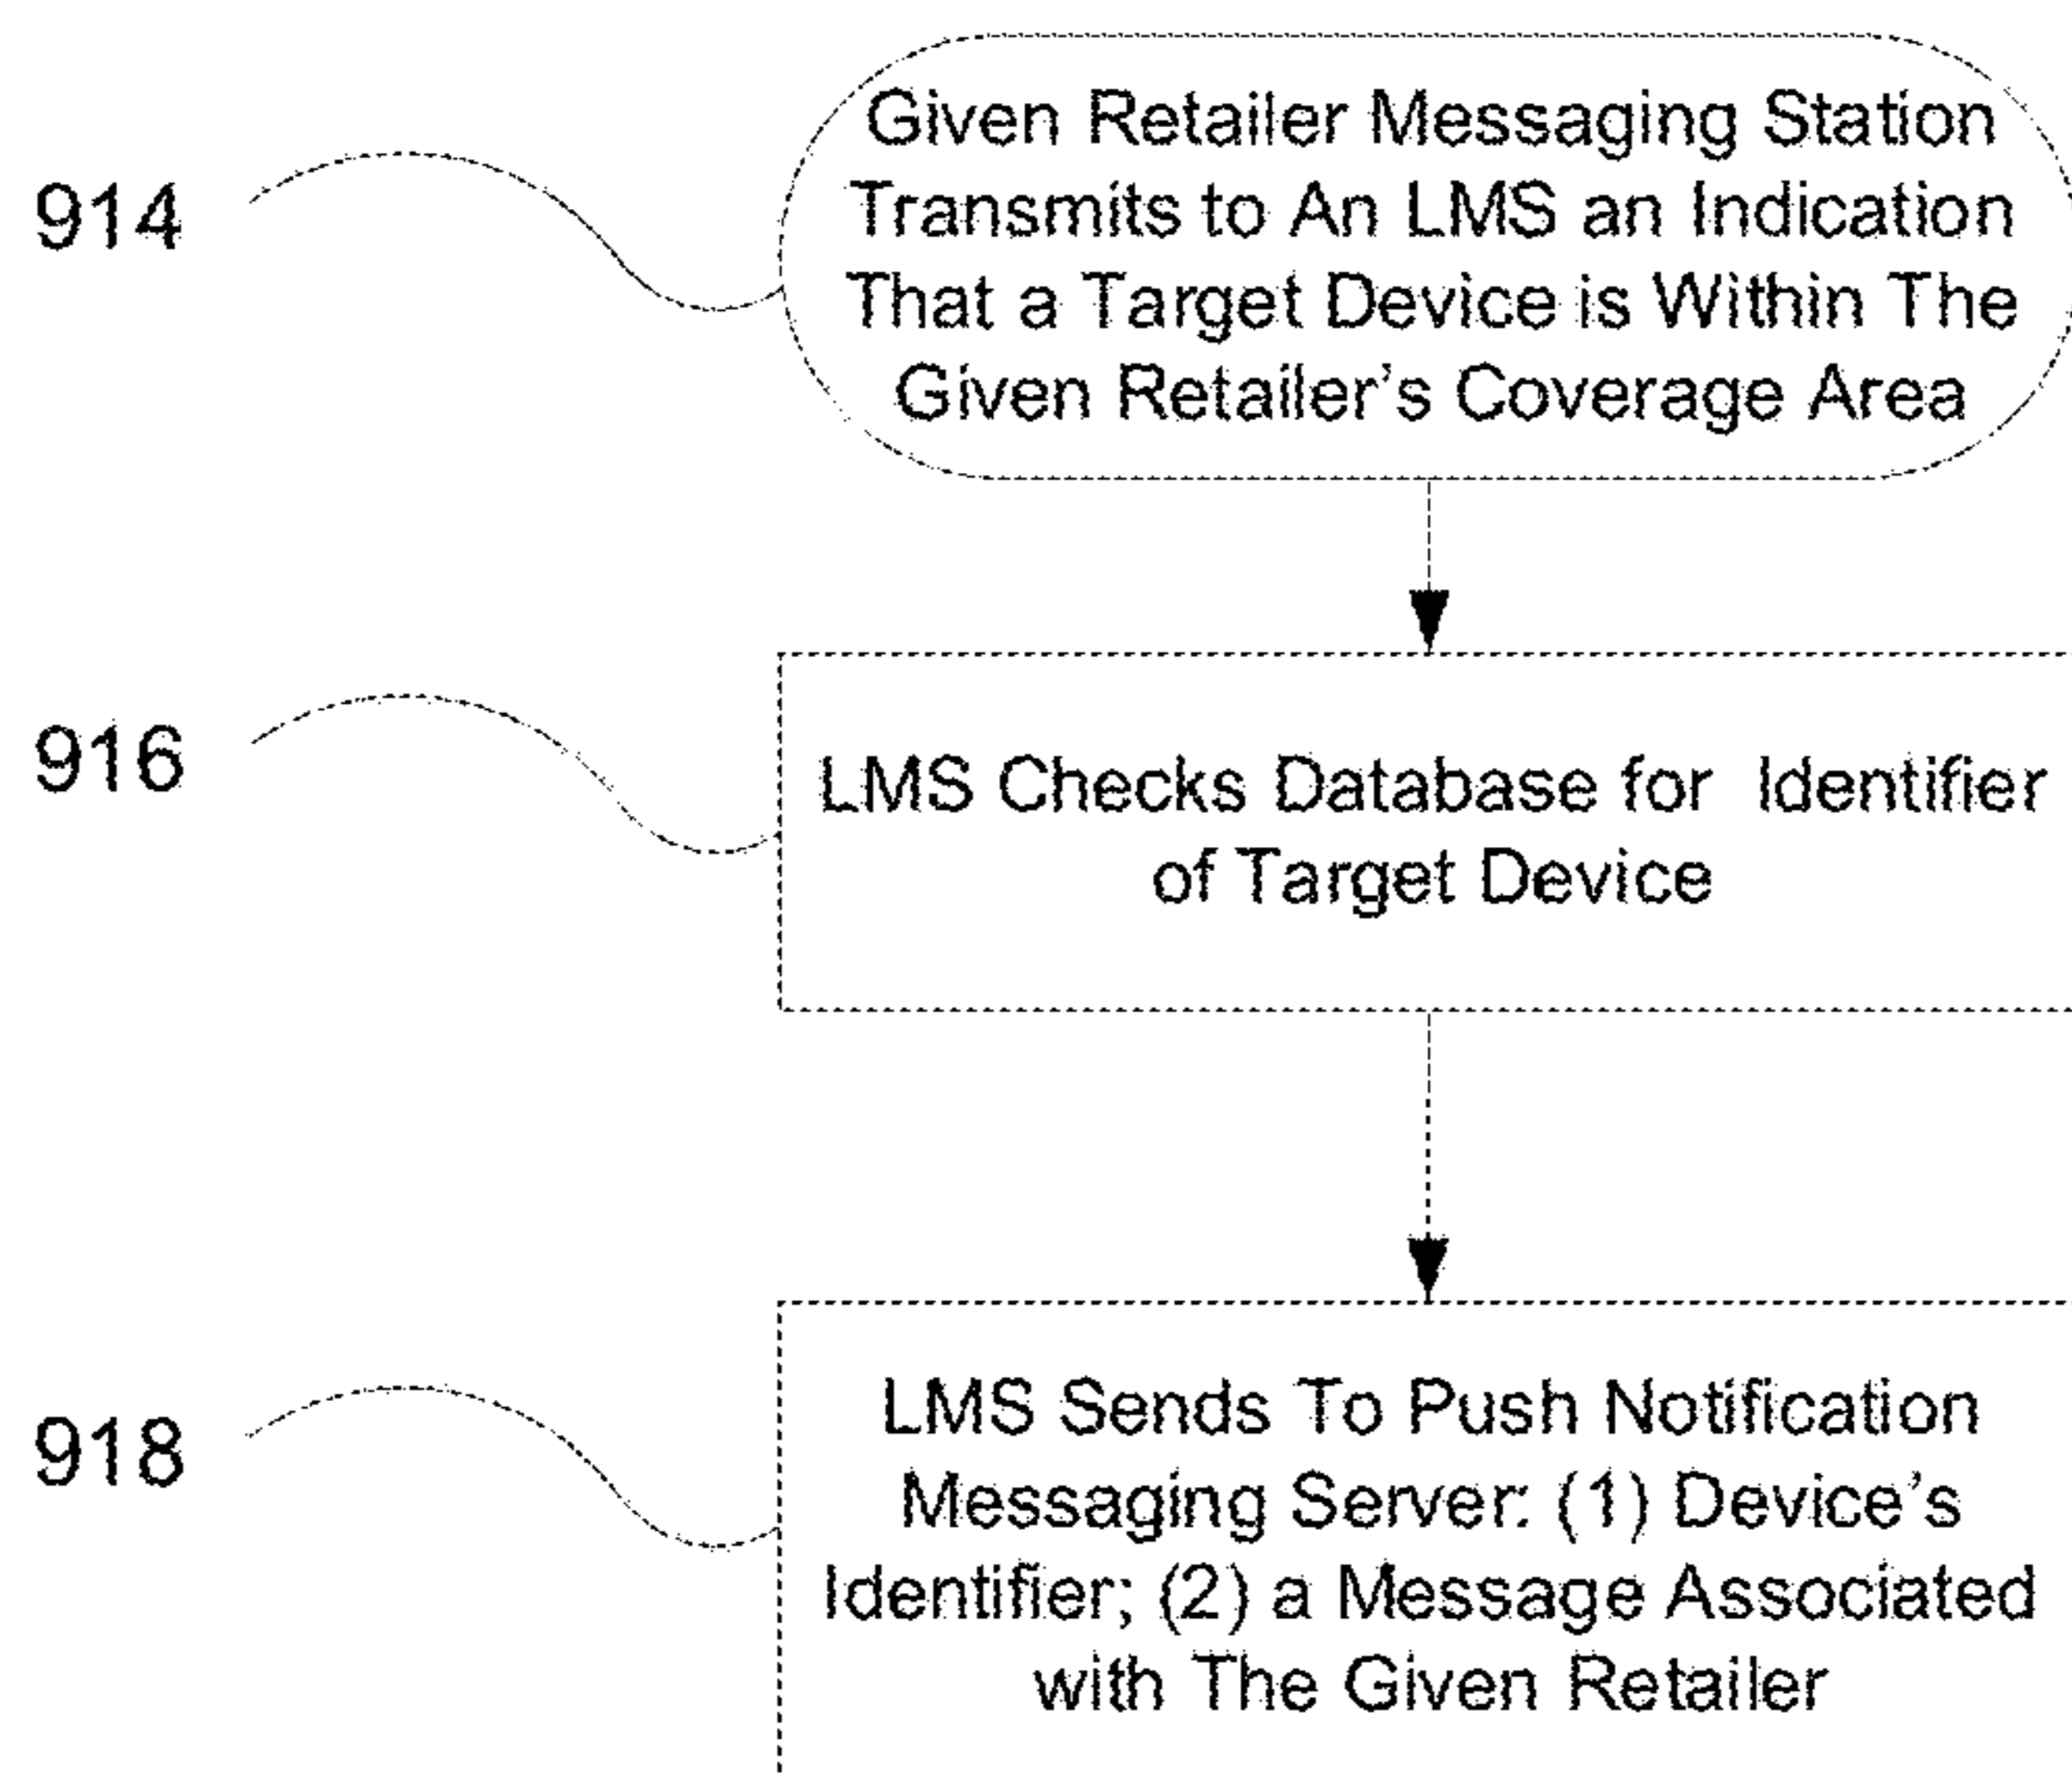 914
Given Retailer Messaging Station
Transmits to An LMS an Indication
That a Target Device is Within The
Given Retailer's Coverage Area
916
LMS Checks Database for Identifier
of Target Device
918
LMS Sends To Push Notification
Messaging Server: (1) Device's
Identifier; (2) a Message Associated
with The Given Retailer